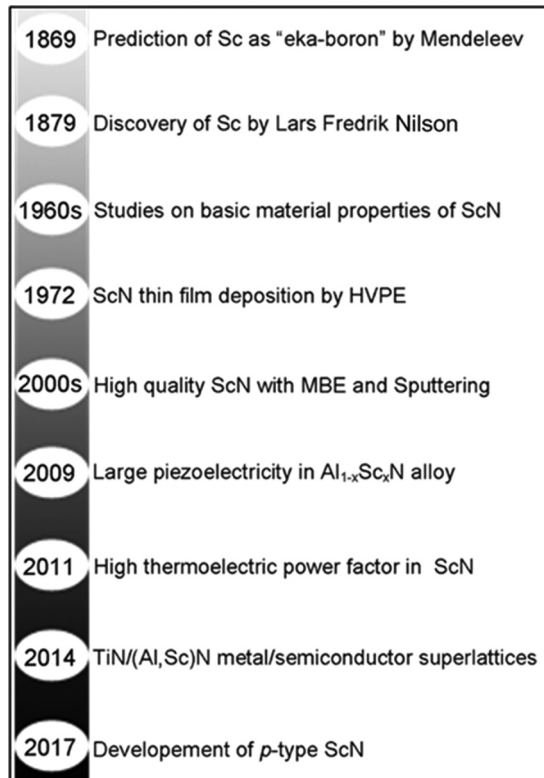 1869 Prediction of Sc as “eka-boron” by Mendeleev
1879 Discovery of Sc by Lars Fredrik Nilson
1960s Studies on basic material properties of ScN
1972 ScN thin film deposition by HVPE
2000s High quality ScN with MBE and Sputtering
2009 Large piezoelectricity in Al₁₋ₓScₓN alloy
2011 High thermoelectric power factor in ScN
2014 TiN/(Al,Sc)N metal/semiconductor superlattices
2017 Developement of p-type ScN